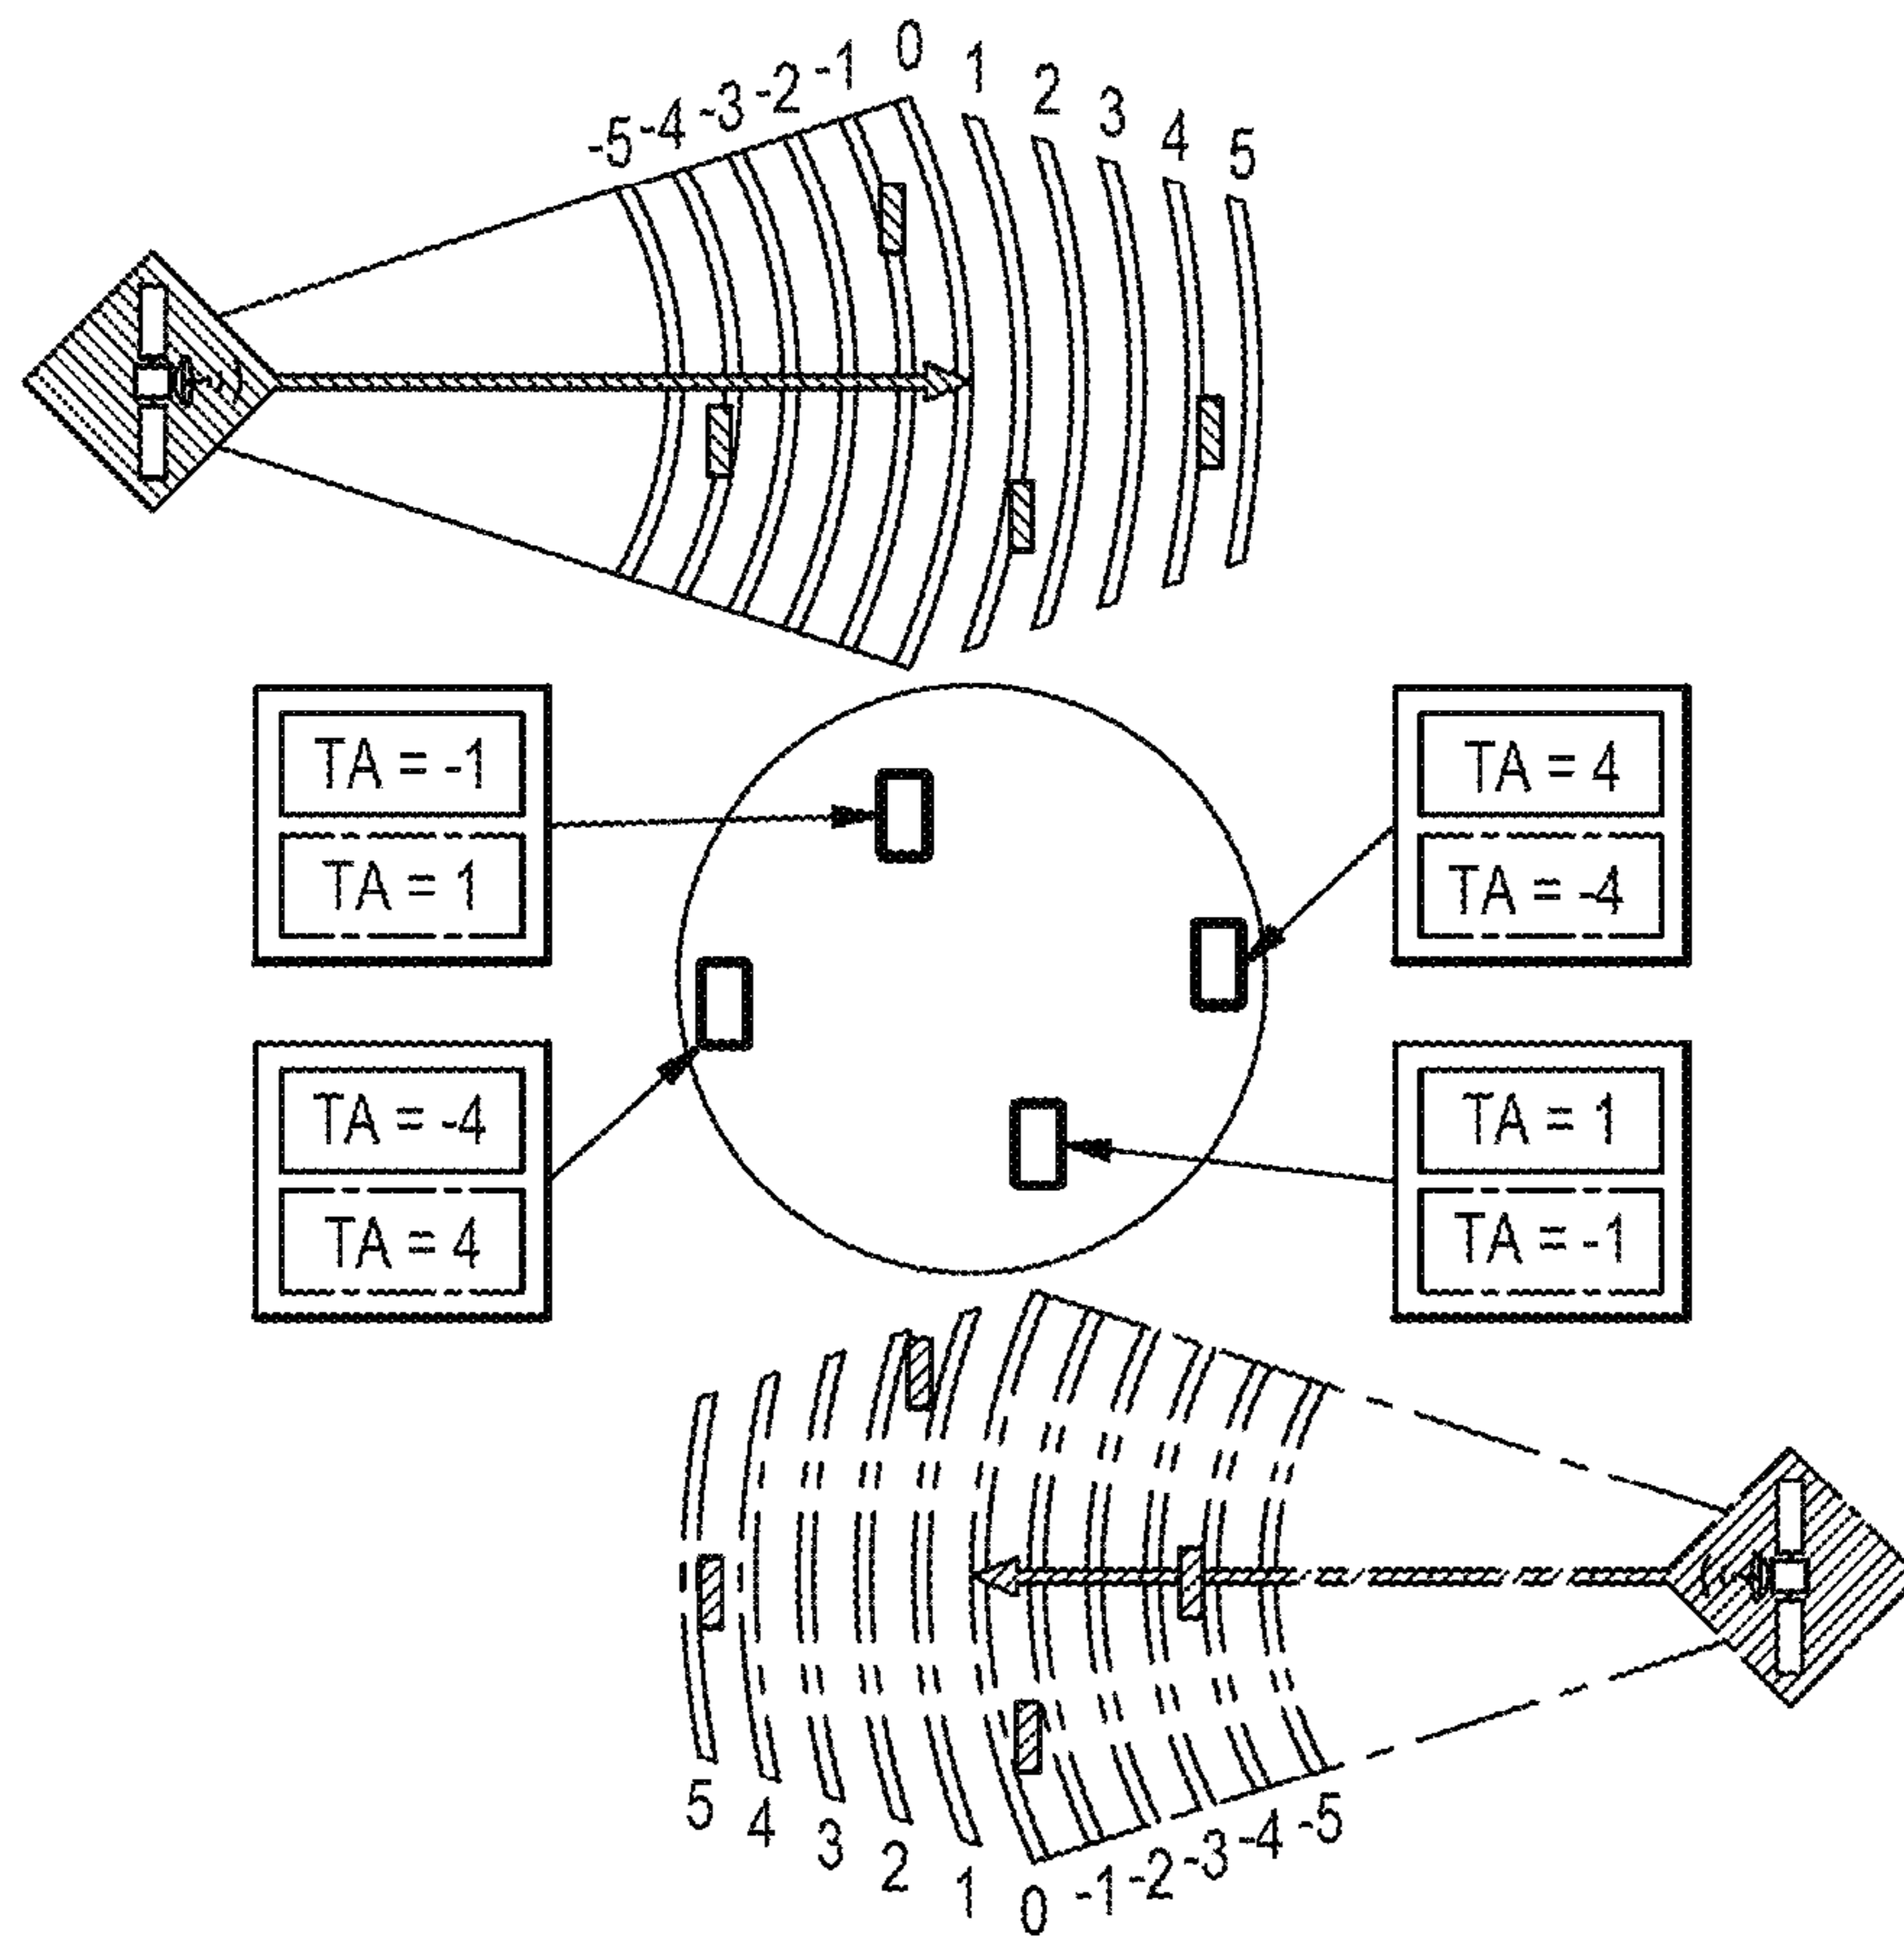 -5 -4 -3 -2 -1 0 1 2 3 4 5
TA = -1
TA = 1
TA = 4
TA = -4
TA = -4
TA = 4
TA = 1
TA = -1
5 4 3 2 1 0 -1 -2 -3 -4 -5